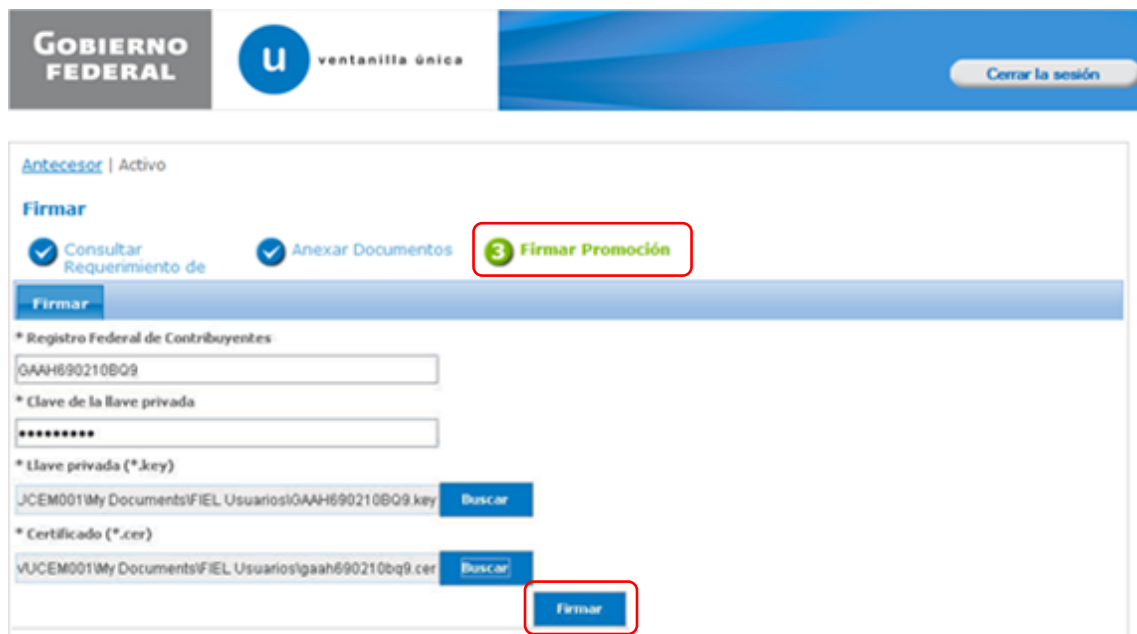 GOBIERNO
FEDERAL
u
ventanilla única
Cerrar la sesión
Antecesor | Activo
Firmar
Consultar
Requerimiento de
Anexar Documentos
3 Firmar Promoción
Firmar
* Registro Federal de Contribuyentes
GAAH690210BQ9
* Clave de la llave privada
•••••••••
* Llave privada (*.key)
JCEM001\My Documents\FIEL Usuarios\GAAH690210BQ9.key
Buscar
* Certificado (*.cer)
VUCEM001\My Documents\FIEL Usuarios\gaah690210bq9.cer
Buscar
Firmar